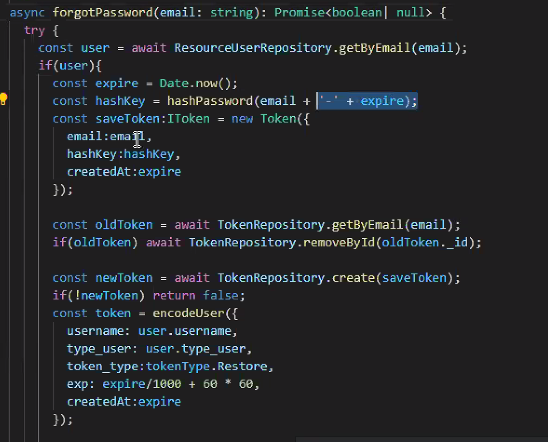 async forgotPassword(email: string): Promise<boolean| null> {
try {
const user = await ResourceUserRepository.getByEmail(email);
if(user){
const expire = Date.now();
const hashKey = hashPassword(email + '-' + expire);
const saveToken:IToken = new Token({
email:email,
hashKey:hashKey,
createdAt:expire
});
const oldToken = await TokenRepository.getByEmail(email);
if(oldToken) await TokenRepository.removeById(oldToken._id);
const newToken = await TokenRepository.create(saveToken);
if(!newToken) return false;
const token = encodeUser({
username: user.username,
type_user: user.type_user,
token_type:tokenType.Restore,
exp: expire/1000 + 60 * 60,
createdAt:expire
});